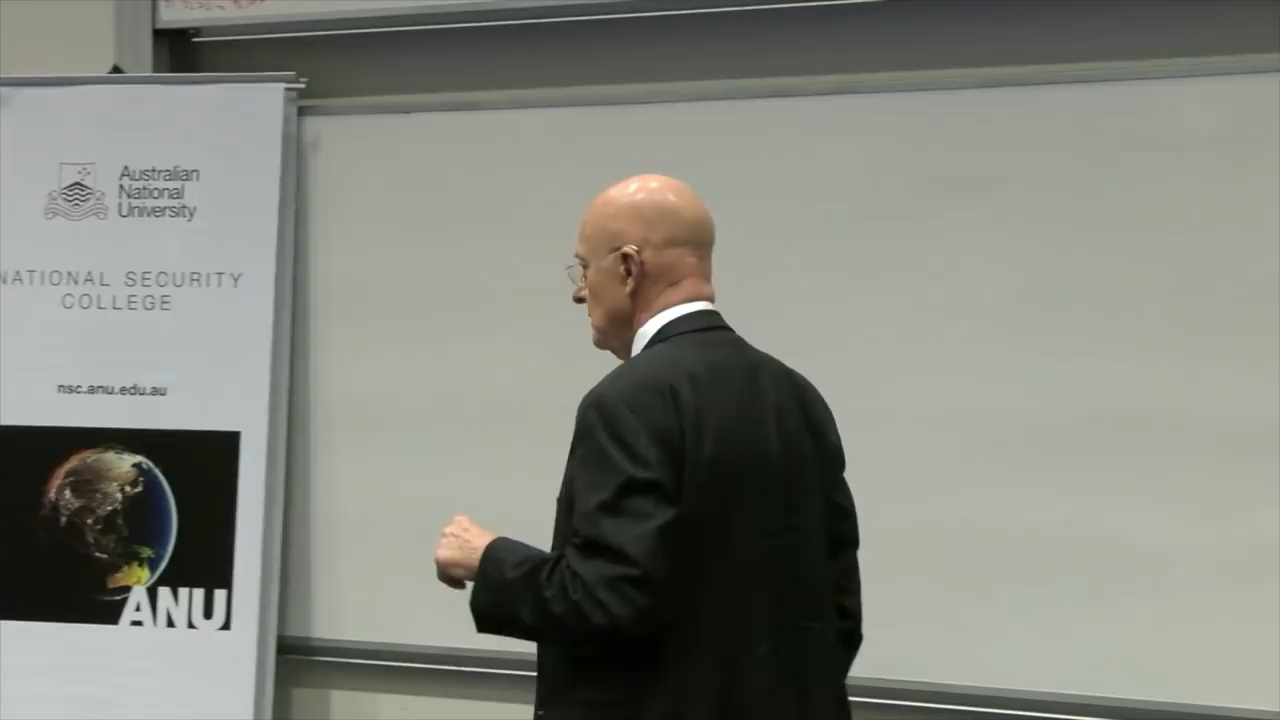 Australian
National
University
NATIONAL SECURITY
COLLEGE
nsc.anu.edu.au
ANU